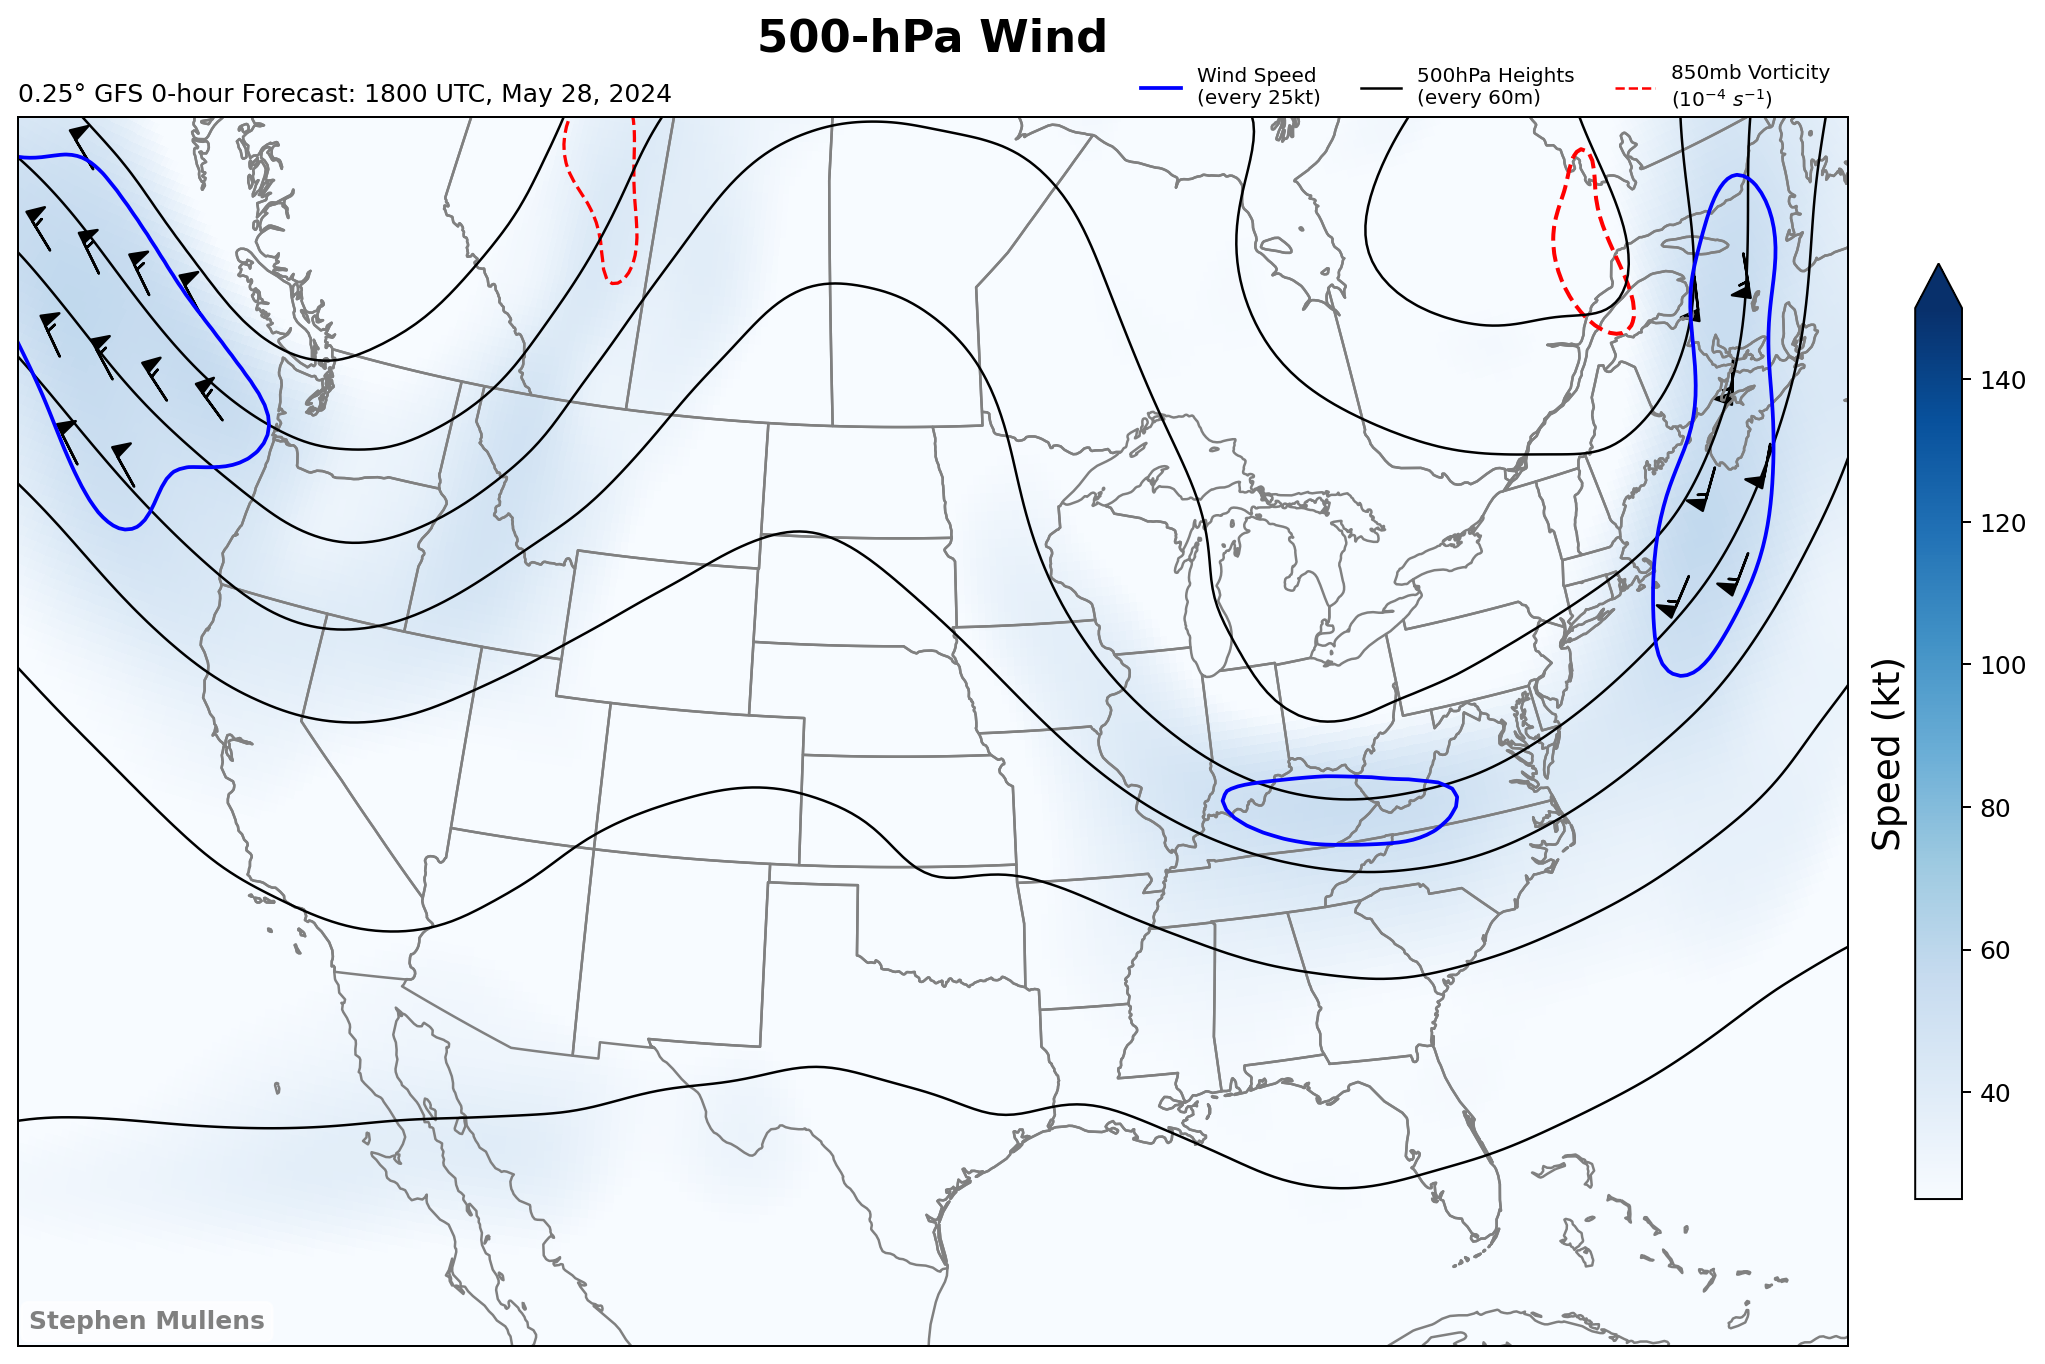 500-hPa Wind
0.25° GFS 0-hour Forecast: 1800 UTC, May 28, 2024
Wind Speed
(every 25kt)
500hPa Heights
(every 60m)
850mb Vorticity
(10⁻⁴ s⁻¹)
140
120
100
80
60
40
Speed (kt)
Stephen Mullens